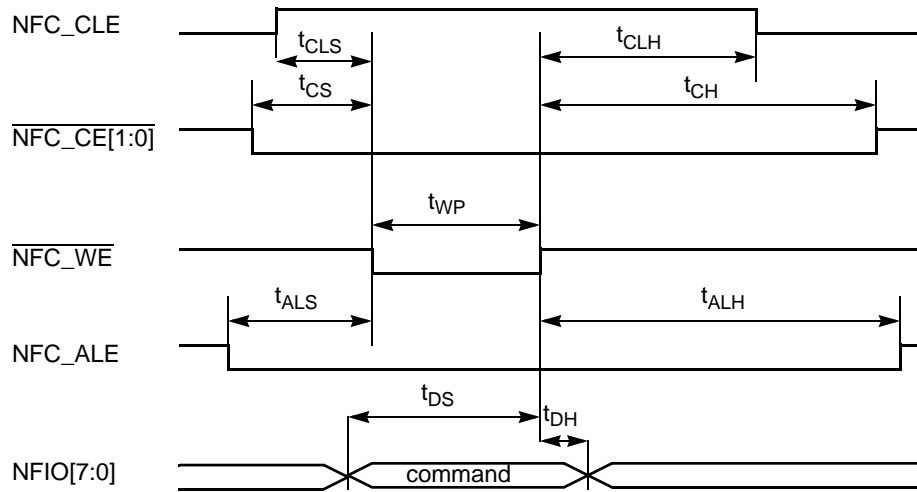 NFC_CLE
tCLS
tCLH
tCS
tCH
NFC_CE[1:0]
tWP
NFC_WE
tALS
tALH
NFC_ALE
tDS
tDH
NFIO[7:0]
command